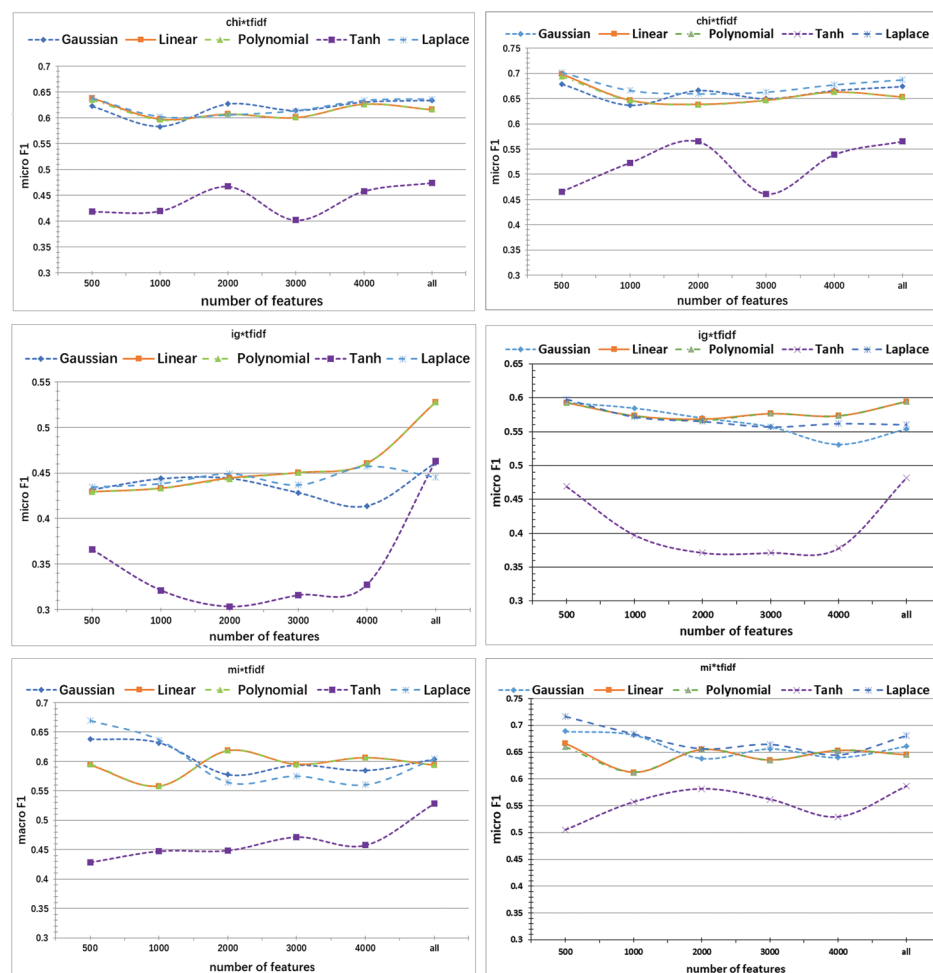 chi*tfidf
Gaussian Linear Polynomial Tanh Laplace
0.7
0.65
0.6
0.55
0.5
0.45
0.4
0.35
0.3
micro F1
500 1000 2000 3000 4000 all
number of features
chi*tfidf
Gaussian Linear Polynomial Tanh Laplace
0.75
0.7
0.65
0.6
0.55
0.5
0.45
0.4
0.35
0.3
micro F1
500 1000 2000 3000 4000 all
number of features
ig*tfidf
Gaussian Linear Polynomial Tanh Laplace
0.55
0.5
0.45
0.4
0.35
0.3
micro F1
500 1000 2000 3000 4000 all
number of features
ig*tfidf
Gaussian Linear Polynomial Tanh Laplace
0.65
0.6
0.55
0.5
0.45
0.4
0.35
0.3
micro F1
500 1000 2000 3000 4000 all
number of features
mi*tfidf
Gaussian Linear Polynomial Tanh Laplace
0.7
0.65
0.6
0.55
0.5
0.45
0.4
0.35
0.3
macro F1
500 1000 2000 3000 4000 all
number of features
mi*tfidf
Gaussian Linear Polynomial Tanh Laplace
0.75
0.7
0.65
0.6
0.55
0.5
0.45
0.4
0.35
0.3
micro F1
500 1000 2000 3000 4000 all
number of features